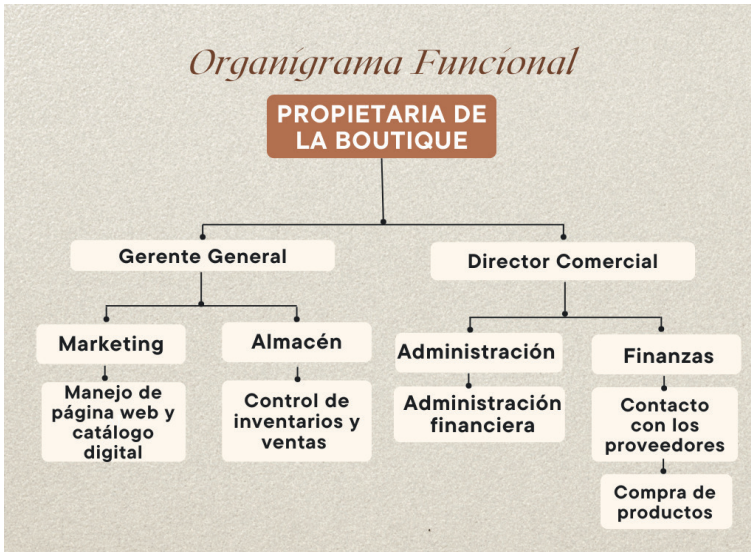 Organigrama Funcional
PROPIETARIA DE
LA BOUTIQUE
Gerente General
Director Comercial
Marketing
Almacén
Administración
Finanzas
Manejo de
página web y
catálogo
digital
Control de
inventarios y
ventas
Administración
financiera
Contacto
con los
proveedores
Compra de
productos